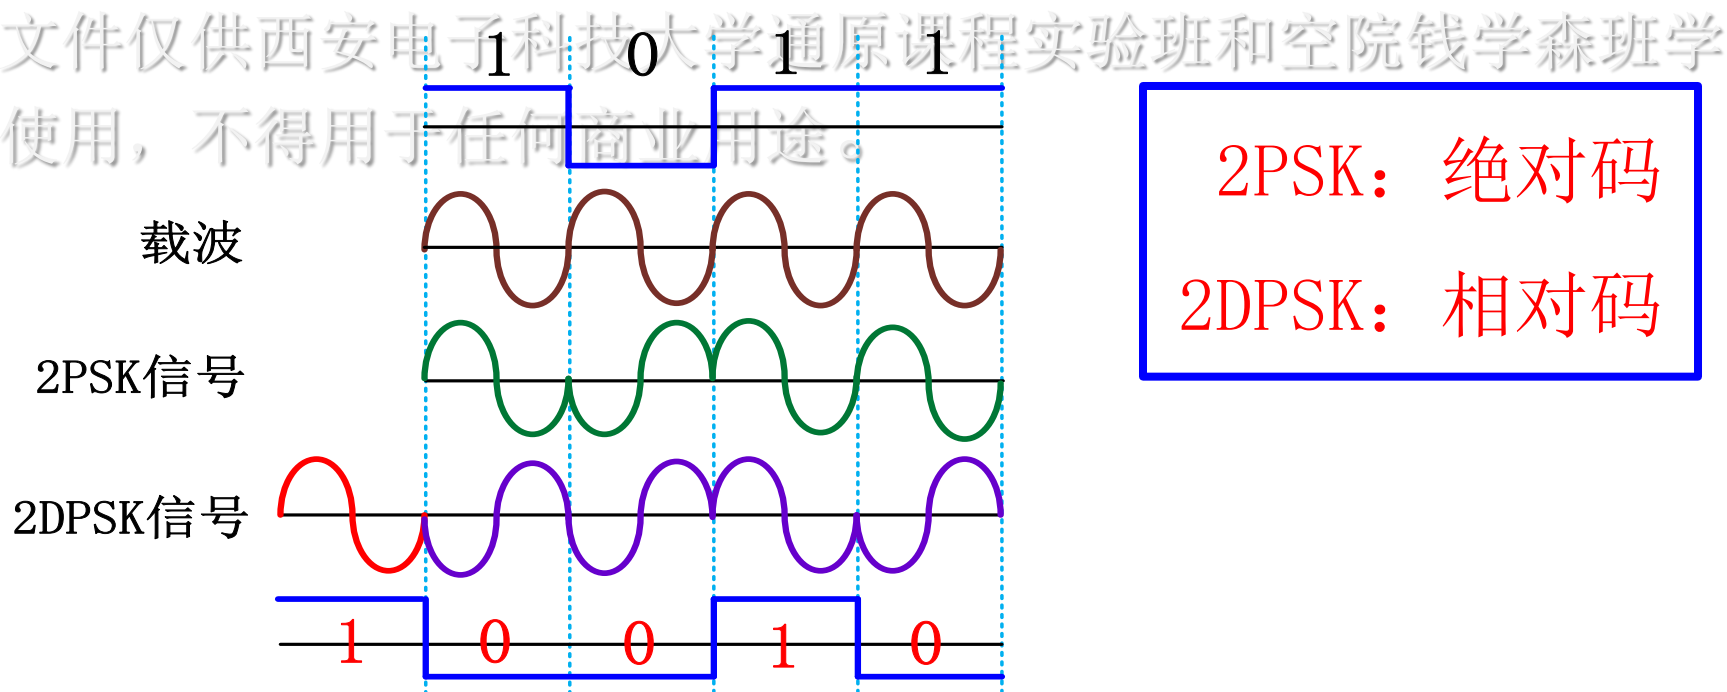 文件仅供西安电子科技大学通原课程实验班和空院钱学森班学
使用，不得用于任何商业用途。
1 0 1 1
2PSK：绝对码
载波
2DPSK：相对码
2PSK信号
2DPSK信号
1 0 0 1 0